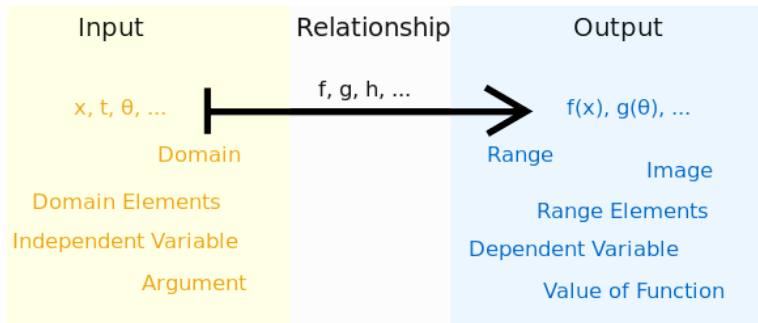 Input Relationship Output
f, g, h, ...
x, t, θ, ... f(x), g(θ), ...
Domain Range
Image
Domain Elements
Range Elements
Independent Variable
Dependent Variable
Argument
Value of Function